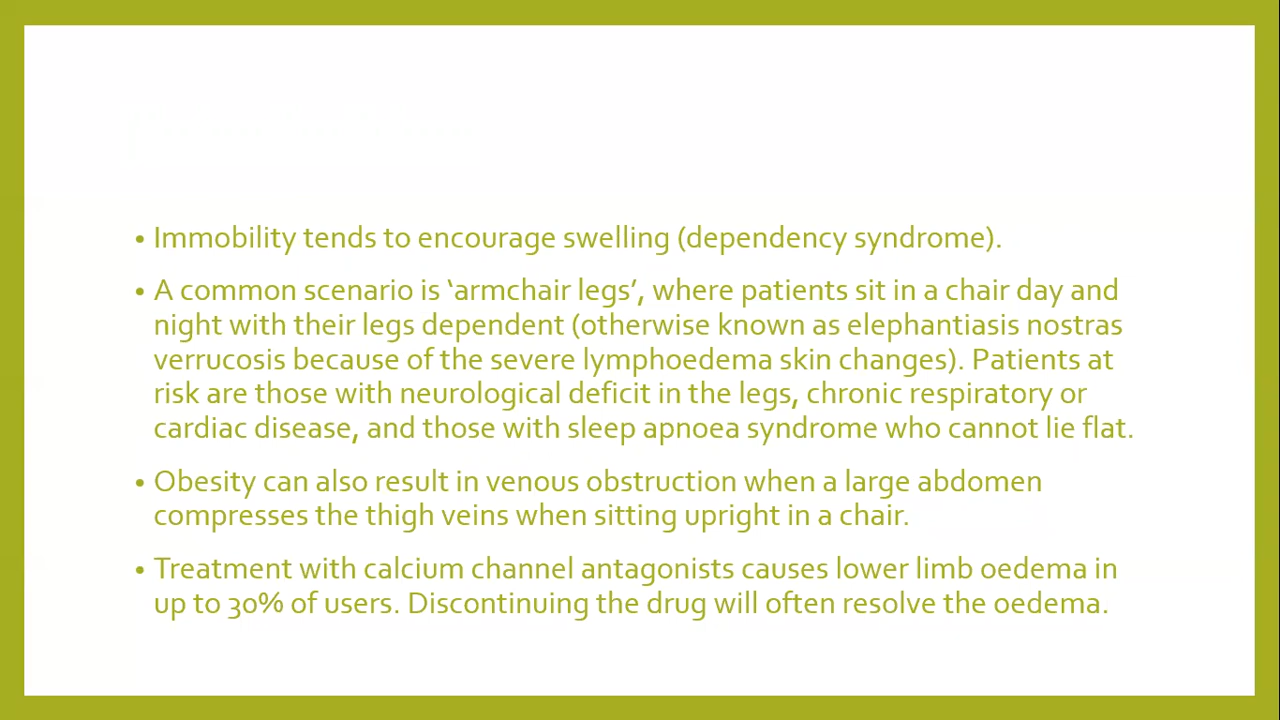 • Immobility tends to encourage swelling (dependency syndrome).
• A common scenario is ‘armchair legs’, where patients sit in a chair day and
night with their legs dependent (otherwise known as elephantiasis nostras
verrucosis because of the severe lymphoedema skin changes). Patients at
risk are those with neurological deficit in the legs, chronic respiratory or
cardiac disease, and those with sleep apnoea syndrome who cannot lie flat.
• Obesity can also result in venous obstruction when a large abdomen
compresses the thigh veins when sitting upright in a chair.
• Treatment with calcium channel antagonists causes lower limb oedema in
up to 30% of users. Discontinuing the drug will often resolve the oedema.